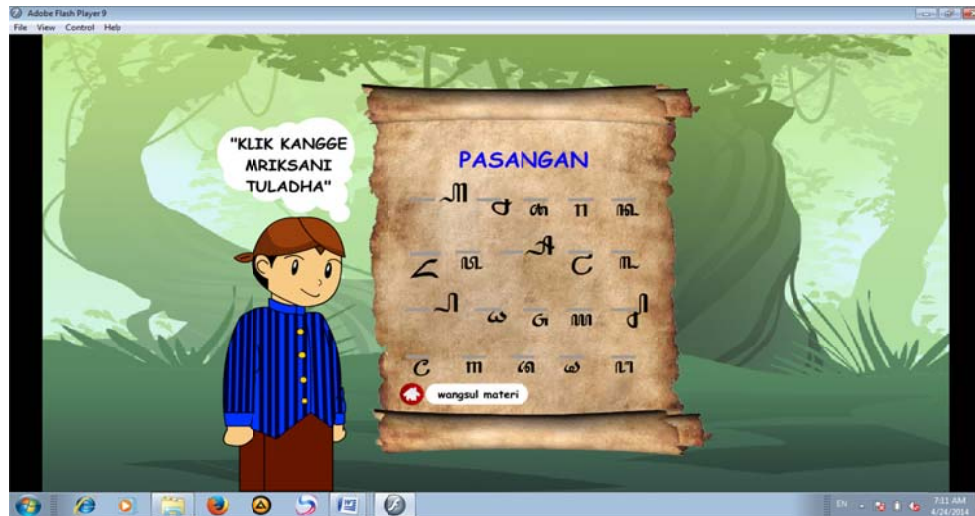 Adobe Flash Player 9
File View Control Help
"KLIK KANGGE
MRIKSANI
TULADHA"
PASANGAN
꧀ꦲ ꧀ꦤ ꧀ꦕ ꧀ꦫ ꧀ꦏ
꧀ꦢ ꧀ꦠ ꧀ꦱ ꧀ꦮ ꧀ꦭ
꧀ꦥ ꧀ꦝ ꧀ꦗ ꧀ꦪ ꧀ꦚ
꧀ꦩ ꧀ꦒ ꧀ꦧ ꧀ꦛ ꧀ꦔ
wangsul materi
EN
7:11 AM
4/24/2014